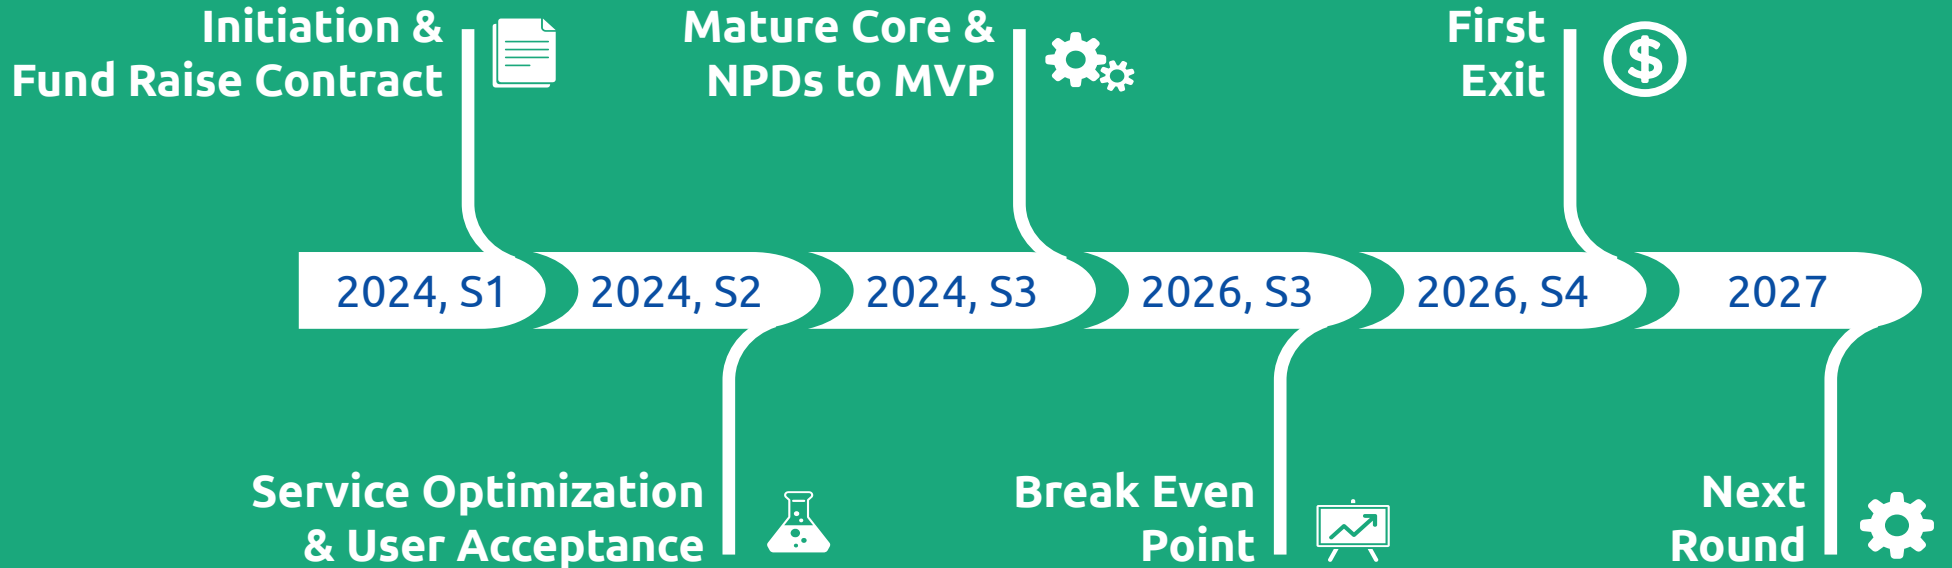 Initiation &
Fund Raise Contract
Mature Core &
NPDs to MVP
First
Exit
$
2024, S1
2024, S2
2024, S3
2026, S3
2026, S4
2027
Service Optimization
& User Acceptance
Break Even
Point
Next
Round